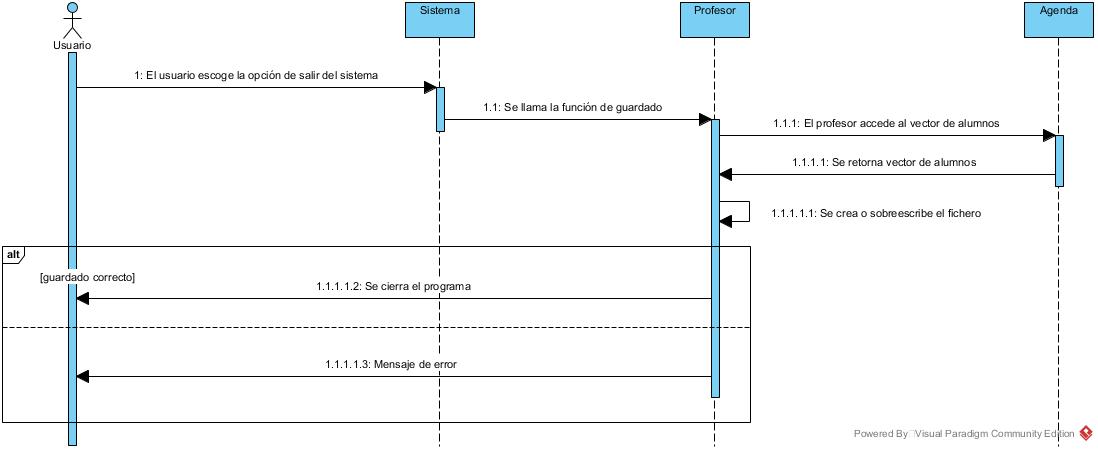 Sistema
Profesor
Agenda
Usuario
1: El usuario escoge la opción de salir del sistema
1.1: Se llama la función de guardado
1.1.1: El profesor accede al vector de alumnos
1.1.1.1: Se retorna vector de alumnos
1.1.1.1.1: Se crea o sobreescribe el fichero
alt
[guardado correcto]
1.1.1.1.2: Se cierra el programa
1.1.1.1.3: Mensaje de error
Powered By Visual Paradigm Community Edition